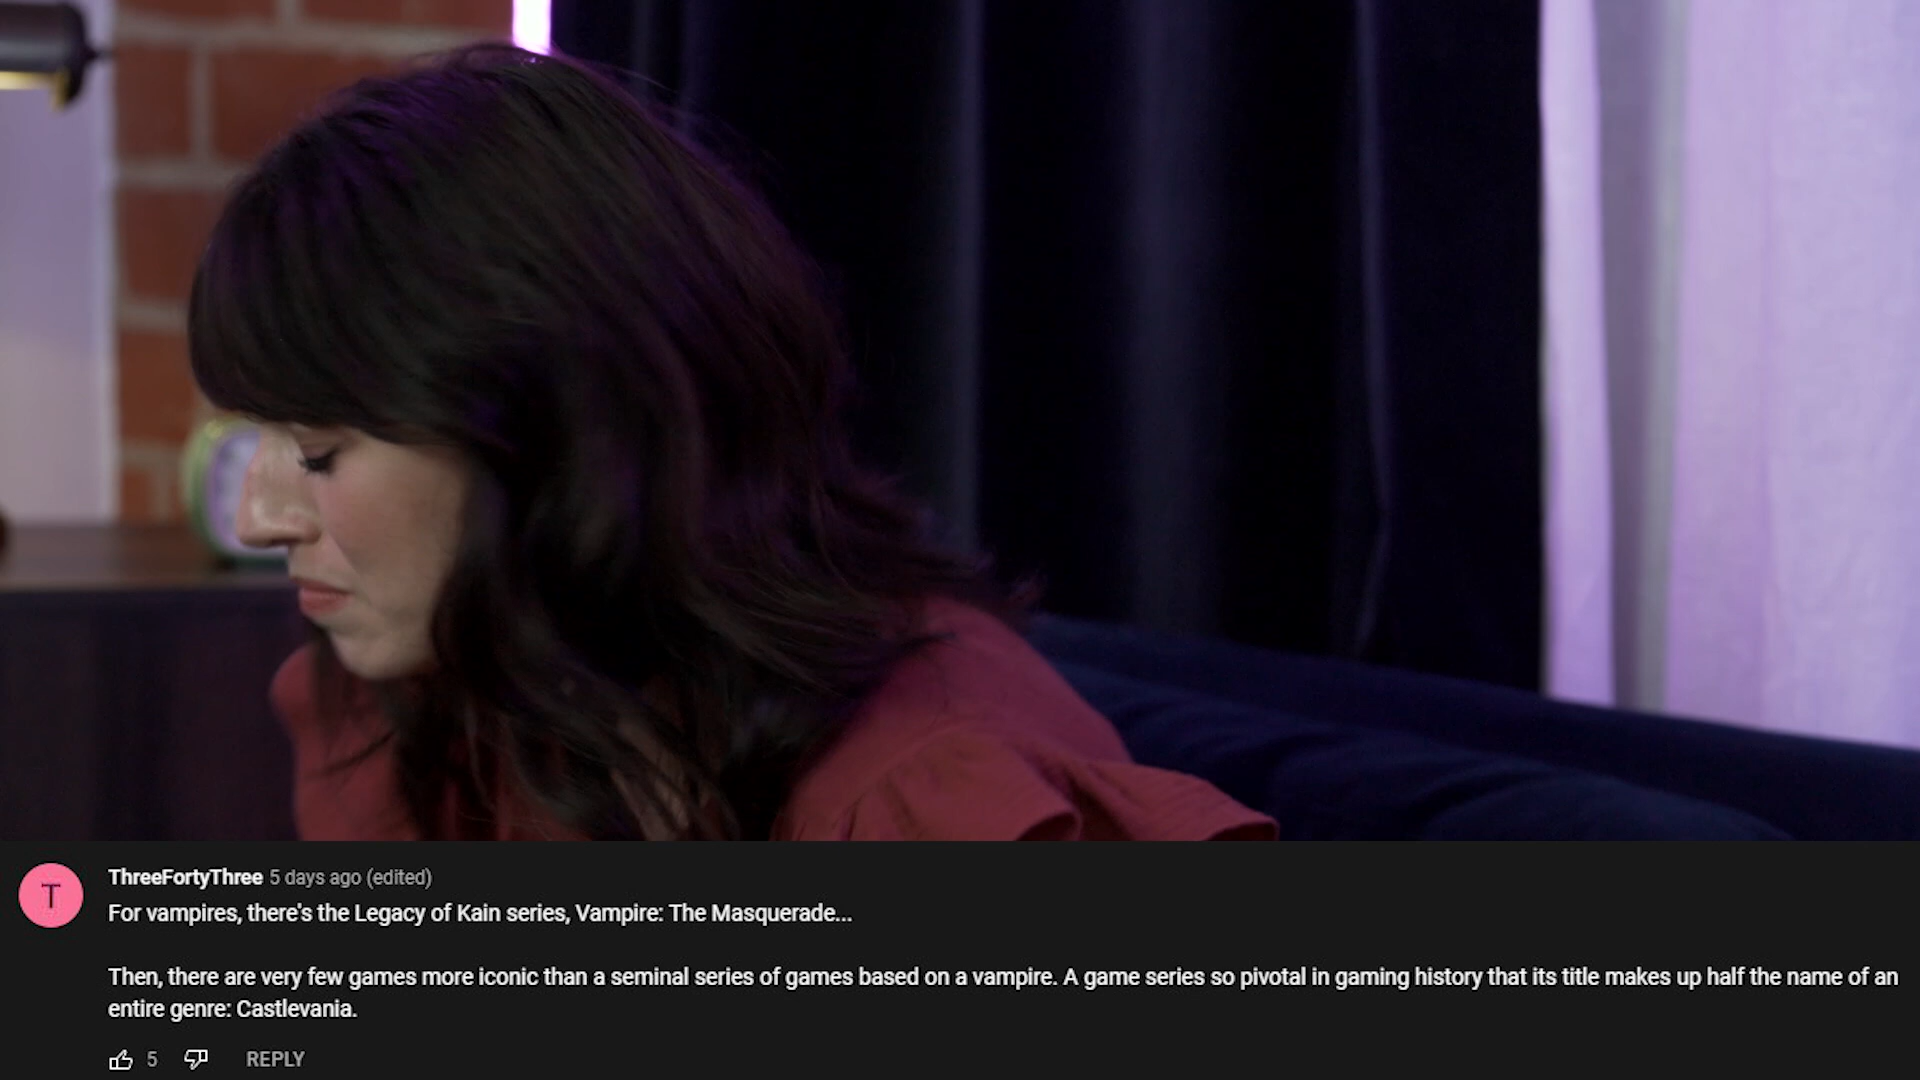 T
ThreeFortyThree 5 days ago (edited)
For vampires, there's the Legacy of Kain series, Vampire: The Masquerade...
Then, there are very few games more iconic than a seminal series of games based on a vampire. A game series so pivotal in gaming history that its title makes up half the name of an
entire genre: Castlevania.
5 REPLY